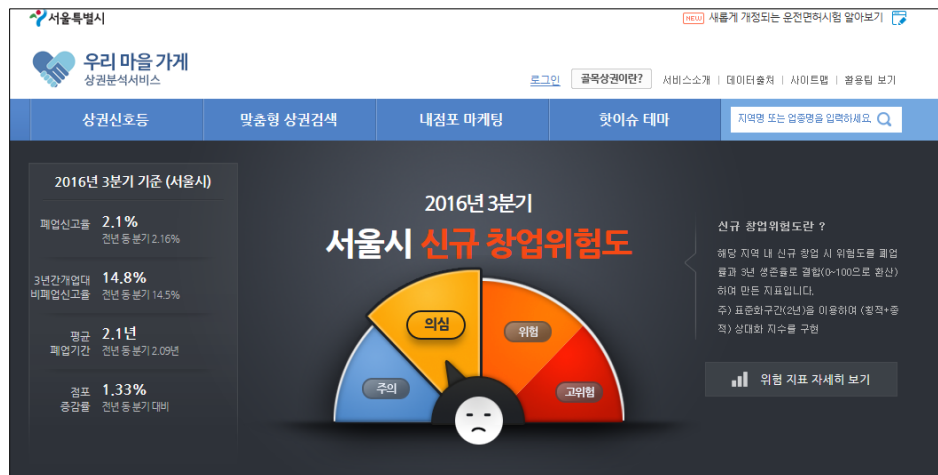 서울특별시
NEW 새롭게 개정되는 운전면허시험 알아보기
우리 마을 가게
상권분석서비스
로그인 골목상권이란? 서비스소개 | 데이터출처 | 사이트맵 | 활용팁 보기
상권신호등 맞춤형 상권검색 내점포 마케팅 핫이슈 테마 지역명 또는 업종명을 입력하세요
2016년 3분기 기준 (서울시)
폐업신고율 2.1%
전년 동 분기 2.16%
3년간개업대
비폐업신고율
14.8%
전년 동 분기 14.5%
평균
폐업기간
2.1년
전년 동 분기 2.09년
점포
증감률
1.33%
전년 동 분기 대비
2016년 3분기
서울시 신규 창업위험도
주의
의심
위험
고위험
신규 창업위험도란 ?
해당 지역 내 신규 창업 시 위험도를 폐업
률과 3년 생존율로 결합(0~100으로 환산)
하여 만든 지표입니다.
주) 표준화구간(2년)을 이용하여 (횡적+종
적) 상대화 지수를 구현
위험 지표 자세히 보기